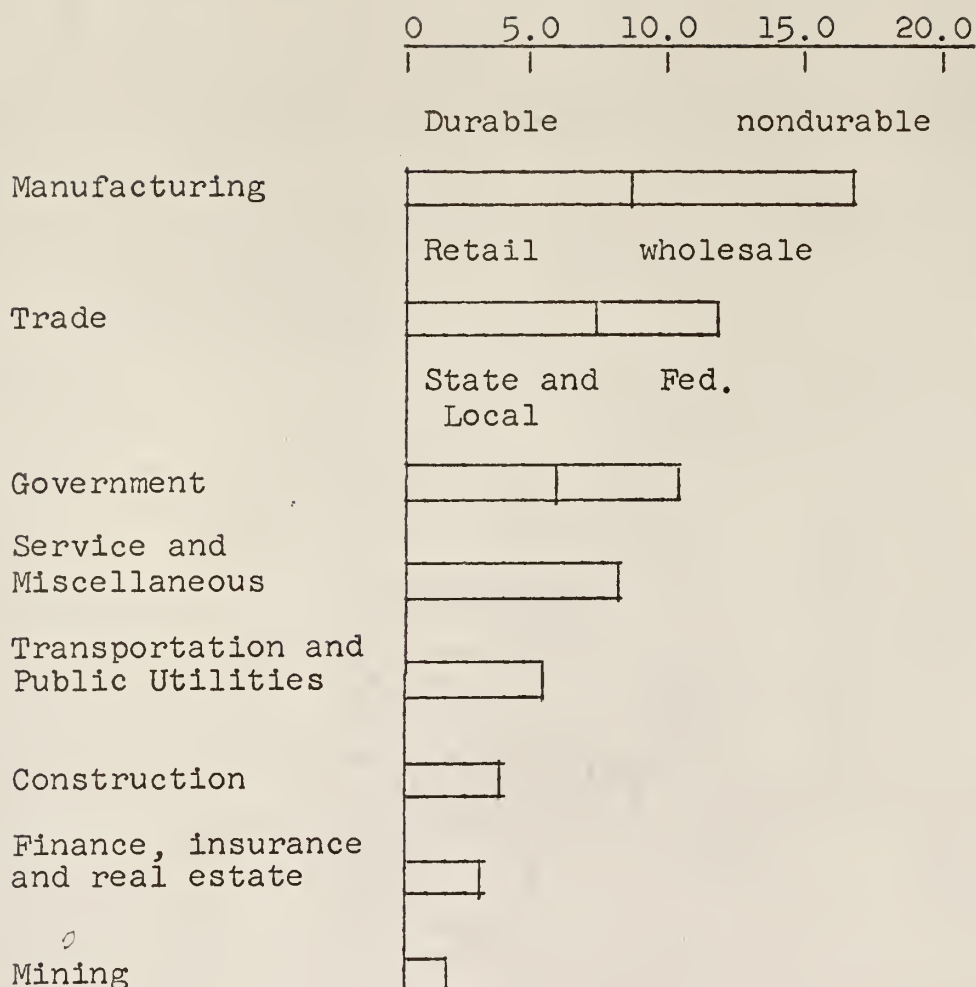 0 5.0 10.0 15.0 20.0
Durable nondurable
Manufacturing
Retail wholesale
Trade
State and Fed.
Local
Government
Service and
Miscellaneous
Transportation and
Public Utilities
Construction
Finance, insurance
and real estate
Mining